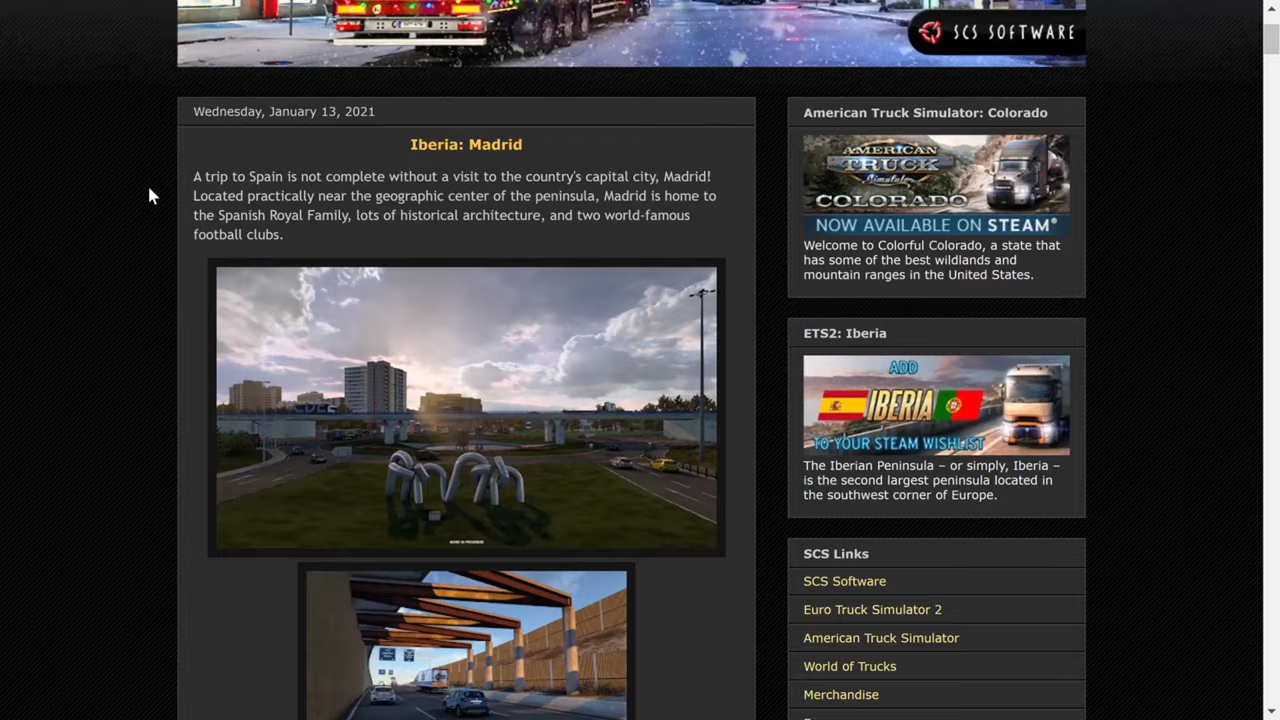 SCS SOFTWARE
Wednesday, January 13, 2021
Iberia: Madrid
A trip to Spain is not complete without a visit to the country's capital city, Madrid!
Located practically near the geographic center of the peninsula, Madrid is home to
the Spanish Royal Family, lots of historical architecture, and two world-famous
football clubs.
WORK IN PROGRESS
American Truck Simulator: Colorado
AMERICAN
TRUCK
Simulator
COLORADO
NOW AVAILABLE ON STEAM®
Welcome to Colorful Colorado, a state that
has some of the best wildlands and
mountain ranges in the United States.
ETS2: Iberia
ADD
IBERIA
TO YOUR STEAM WISHLIST
The Iberian Peninsula – or simply, Iberia –
is the second largest peninsula located in
the southwest corner of Europe.
SCS Links
SCS Software
Euro Truck Simulator 2
American Truck Simulator
World of Trucks
Merchandise